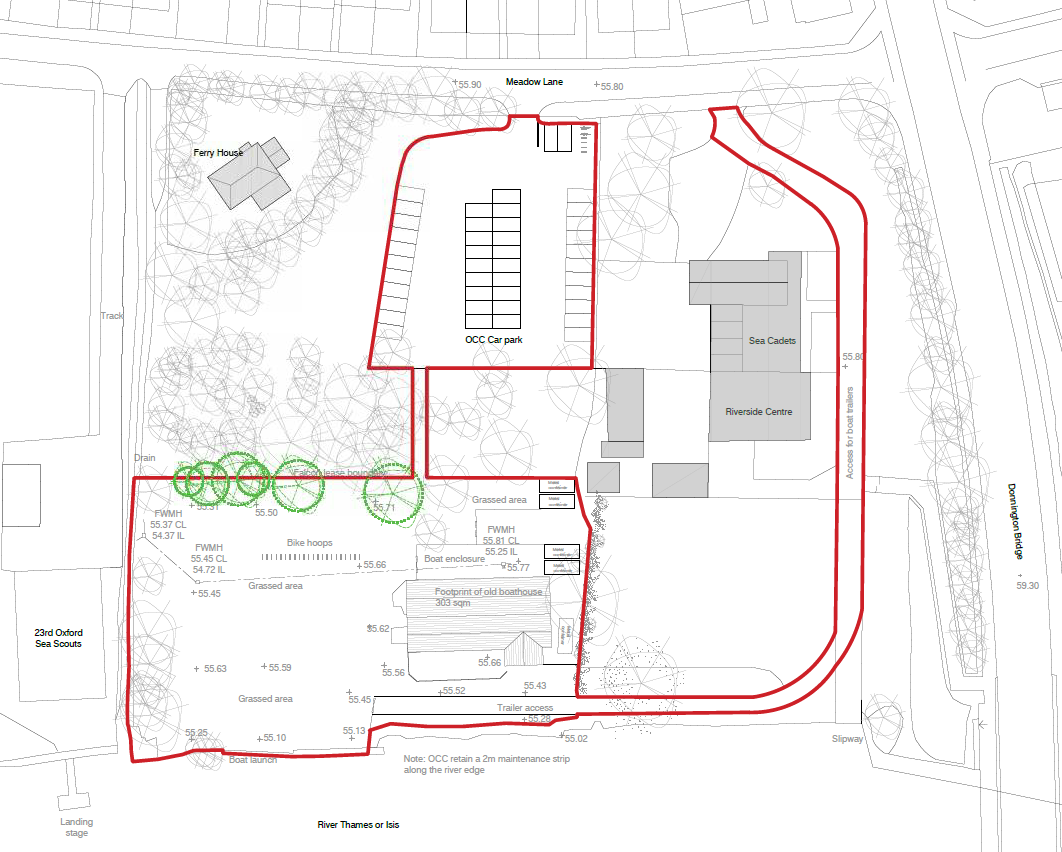 55.90
Meadow Lane
55.80
Ferry House
Track
OCC Car park
Sea Cadets
55.80
Riverside Centre
Access for boat trailers
Drain
Falcon lease boundary
55.51
55.50
55.71
Grassed area
FWMH
55.37 CL
54.37 IL
FWMH
55.81 CL
55.25 IL
Bike hoops
FWMH
55.45 CL
54.72 IL
55.66
Boat enclosure
55.77
Donnington Bridge
59.30
Grassed area
55.45
Footprint of old boathouse
303 sqm
55.62
23rd Oxford
Sea Scouts
55.63
55.59
55.56
55.66
Grassed area
55.45
55.52
55.43
Trailer access
55.28
55.25
55.10
55.13
55.02
Slipway
Boat launch
Note: OCC retain a 2m maintenance strip
along the river edge
Landing
stage
River Thames or Isis